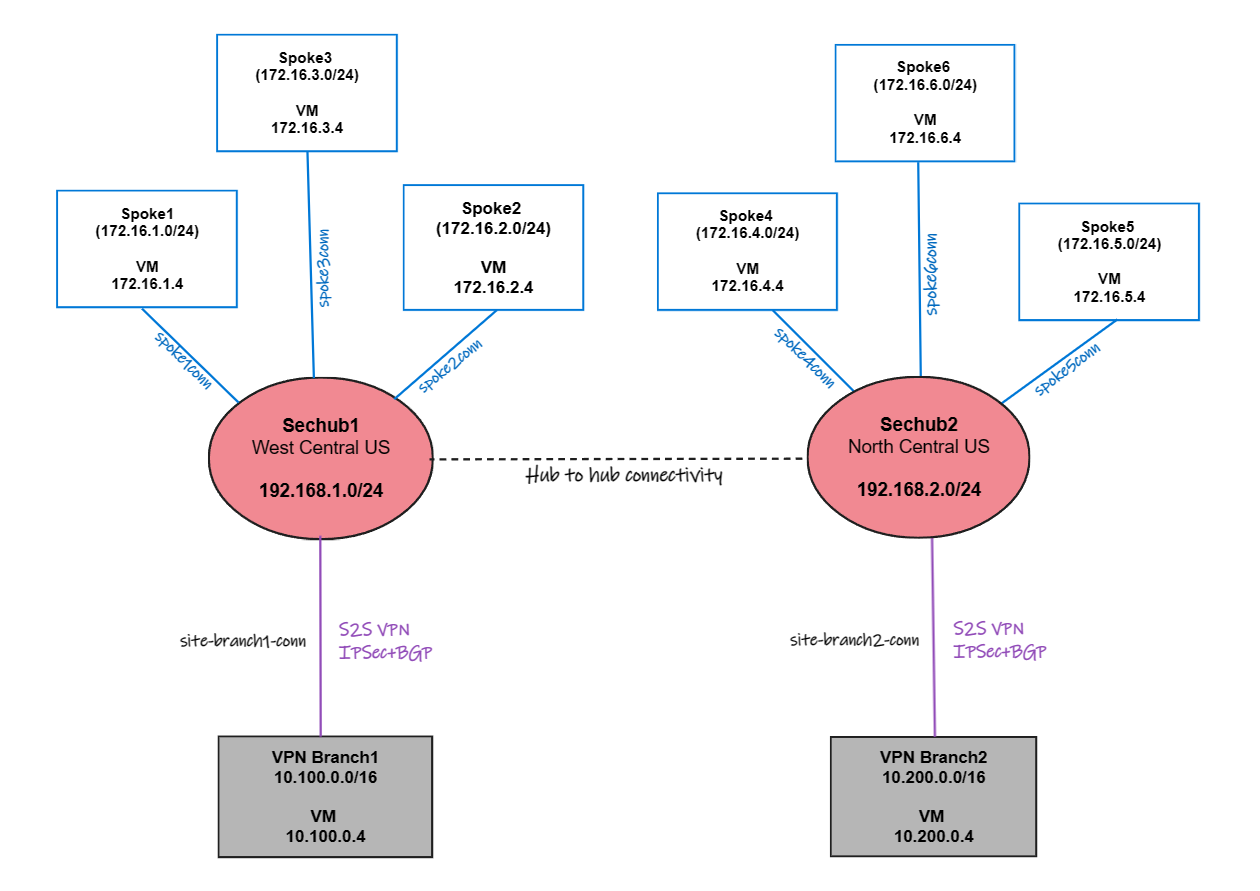 Spoke3
(172.16.3.0/24)
VM
172.16.3.4
Spoke6
(172.16.6.0/24)
VM
172.16.6.4
Spoke1
(172.16.1.0/24)
VM
172.16.1.4
Spoke2
(172.16.2.0/24)
VM
172.16.2.4
Spoke4
(172.16.4.0/24)
VM
172.16.4.4
Spoke5
(172.16.5.0/24)
VM
172.16.5.4
spoke1conn
spoke3conn
spoke2conn
spoke4conn
spoke6conn
spoke5conn
Sechub1
West Central US
192.168.1.0/24
Hub to hub connectivity
Sechub2
North Central US
192.168.2.0/24
site-branch1-conn
S2S VPN
IPSec+BGP
site-branch2-conn
S2S VPN
IPSec+BGP
VPN Branch1
10.100.0.0/16
VM
10.100.0.4
VPN Branch2
10.200.0.0/16
VM
10.200.0.4